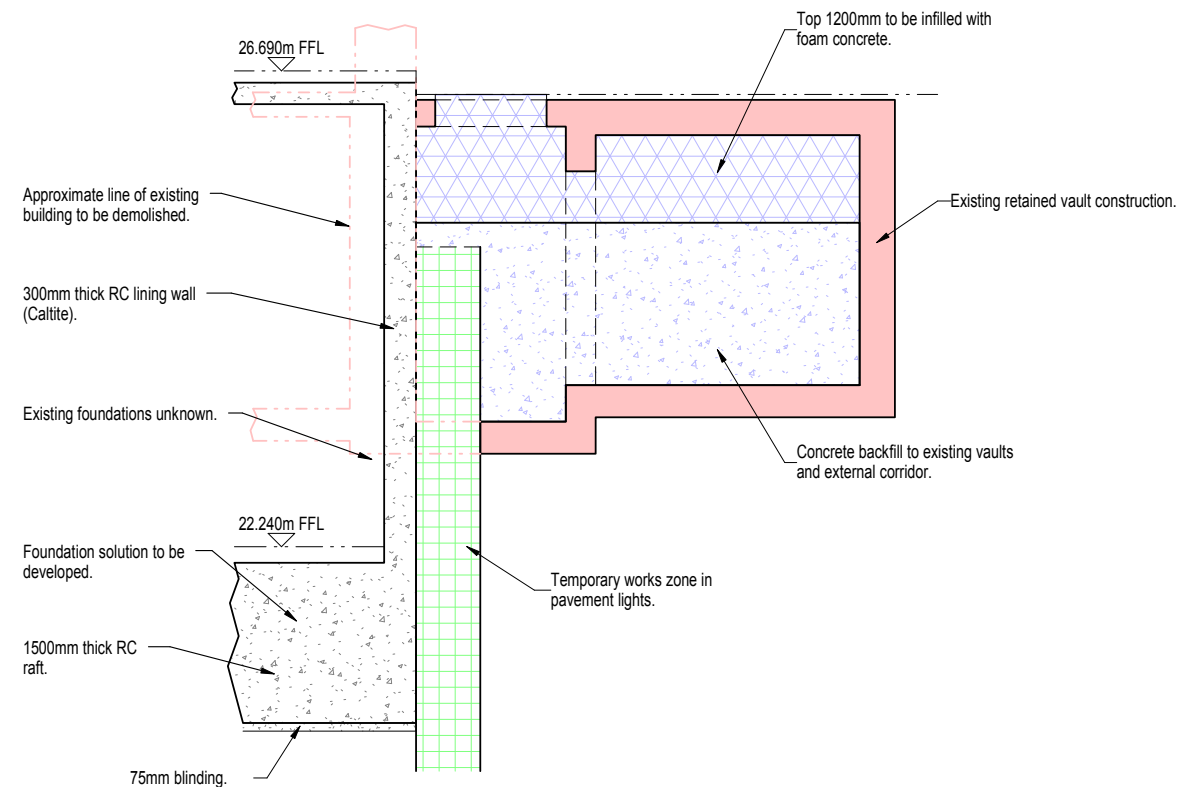 Top 1200mm to be infilled with
foam concrete.
26.690m FFL
Approximate line of existing
building to be demolished.
Existing retained vault construction.
300mm thick RC lining wall
(Caltite).
Existing foundations unknown.
Concrete backfill to existing vaults
and external corridor.
22.240m FFL
Foundation solution to be
developed.
Temporary works zone in
pavement lights.
1500mm thick RC
raft.
75mm blinding.